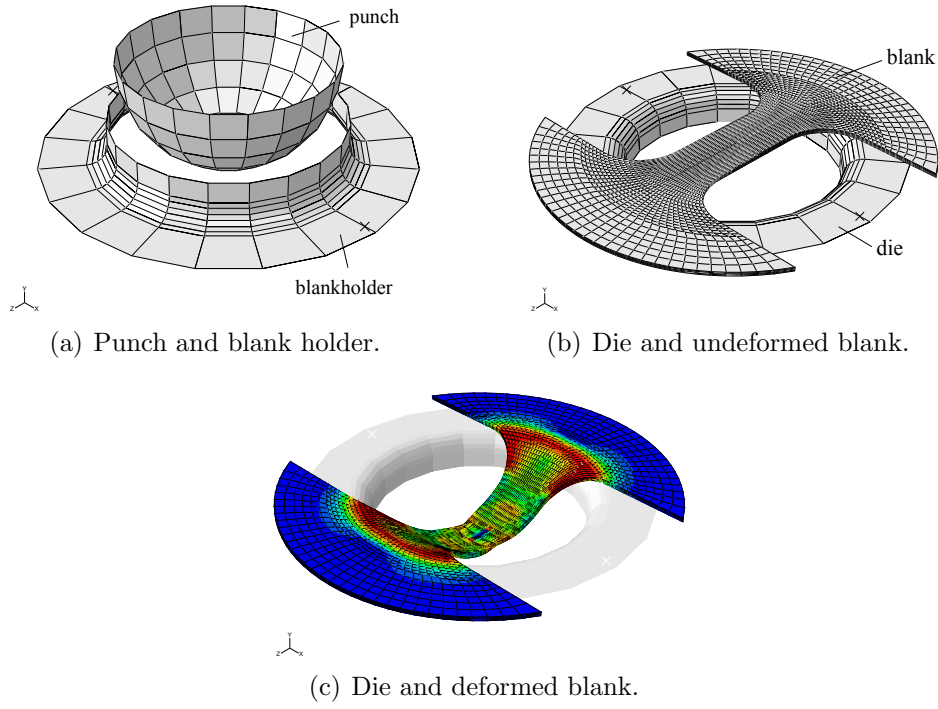 punch
blankholder
Y
Z X
(a) Punch and blank holder.
blank
die
Y
Z X
(b) Die and undeformed blank.
Y
Z X
(c) Die and deformed blank.